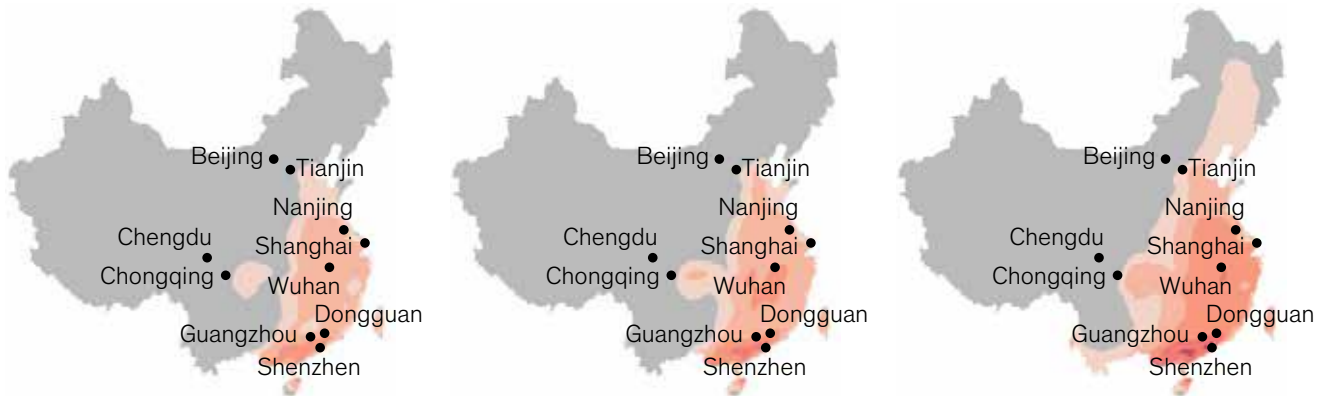 Beijing
Tianjin
Nanjing
Chengdu
Shanghai
Chongqing
Wuhan
Dongguan
Guangzhou
Shenzhen
Beijing
Tianjin
Nanjing
Chengdu
Shanghai
Chongqing
Wuhan
Dongguan
Guangzhou
Shenzhen
Beijing
Tianjin
Nanjing
Chengdu
Shanghai
Chongqing
Wuhan
Dongguan
Guangzhou
Shenzhen